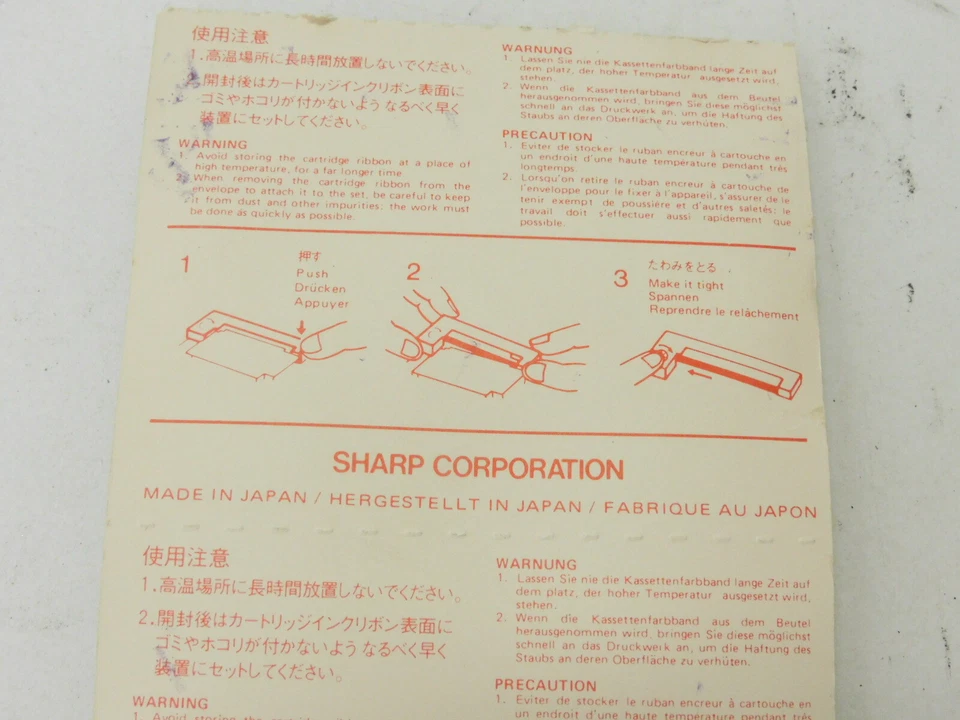 使用注意
1.高温場所に長時間放置しないでください。
2.開封後はカートリッジインクリボン表面に
ゴミやホコリが付かないようなるべく早く
装置にセットしてください。
WARNING
1. Avoid storing the cartridge ribbon at a place of
high temperature, for a far longer time
2. When removing the cartridge ribbon from the
envelope to attach it to the set, be careful to keep
it from dust and other impurities: the work must
be done as quickly as possible.
WARNUNG
1. Lassen Sie nie die Kassettenfarbband lange Zeit auf
dem platz, der hoher Temperatur ausgesetzt wird,
stehen.
2. Wenn die Kassettenfarbband aus dem Beutel
herausgenommen wird, bringen Sie diese möglichst
schnell an das Druckwerk an, um die Haftung des
Staubs an deren Oberfläche zu verhüten.
PRECAUTION
1. Eviter de stocker le ruban encreur à cartouche en
un endroit d'une haute température pendant trés
longtemps
2. Lorsqu'on retire le ruban encreur à cartouche de
l'enveloppe pour le fixer à l'appareil, s'assurer de le
tenir exempt de poussière et d'autres saletés: le
travail doit s'effectuer aussi rapidement que
possible.
1
押す
Push
Drücken
Appuyer
2
3
たわみをとる
Make it tight
Spannen
Reprendre le relâchement
SHARP CORPORATION
MADE IN JAPAN / HERGESTELLT IN JAPAN / FABRIQUE AU JAPON
使用注意
1.高温場所に長時間放置しないでください。
2.開封後はカートリッジインクリボン表面に
ゴミやホコリが付かないようなるべく早く
装置にセットしてください。
WARNING
1. Avoid storing the cartridge ribbon at a place of
WARNUNG
1. Lassen Sie nie die Kassettenfarbband lange Zeit auf
dem platz, der hoher Temperatur ausgesetzt wird,
stehen.
2. Wenn die Kassettenfarbband aus dem Beutel
herausgenommen wird, bringen Sie diese möglichst
schnell an das Druckwerk an, um die Haftung des
Staubs an deren Oberfläche zu verhüten.
PRECAUTION
1. Eviter de stocker le ruban encreur à cartouche en
un endroit d'une haute température pendant trés